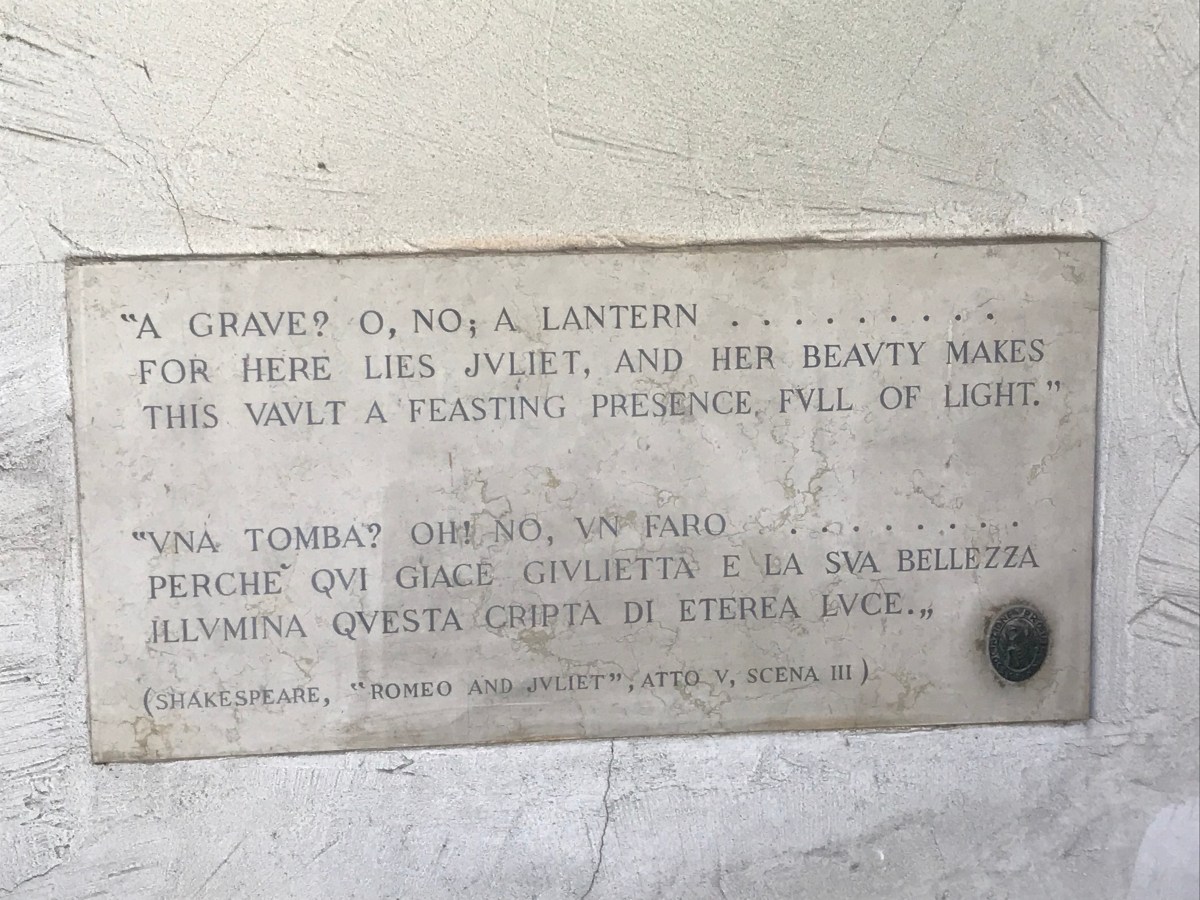 "A GRAVE? O, NO; A LANTERN . . . . . . . . .
FOR HERE LIES JVLIET, AND HER BEAVTY MAKES
THIS VAVLT A FEASTING PRESENCE FVLL OF LIGHT."
"VNA TOMBA? OH! NO, VN FARO . . . . . . . .
PERCHE` QVI GIACE GIVLIETTA E LA SVA BELLEZZA
ILLVMINA QVESTA CRIPTA DI ETEREA LVCE.„
(SHAKESPEARE, "ROMEO AND JVLIET", ATTO V, SCENA III)